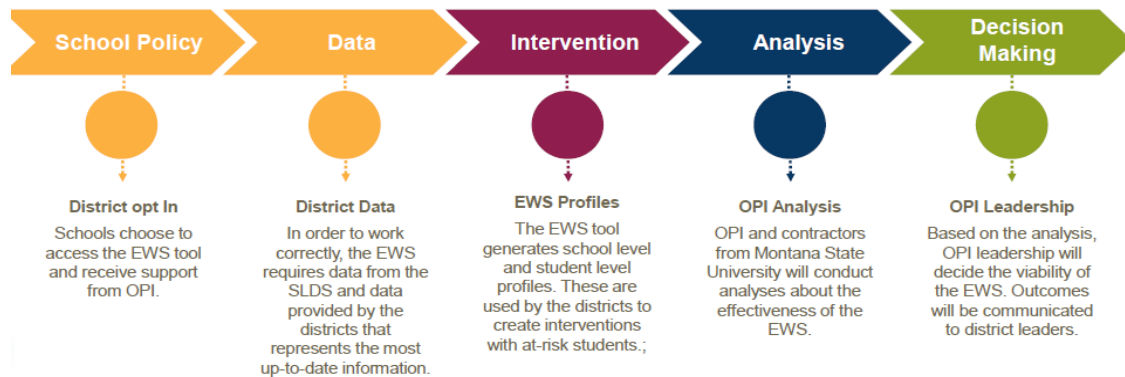 School Policy
Data
Intervention
Analysis
Decision
Making
District opt In
Schools choose to
access the EWS tool
and receive support
from OPI.
District Data
In order to work
correctly, the EWS
requires data from the
SLDS and data
provided by the
districts that
represents the most
up-to-date information.
EWS Profiles
The EWS tool
generates school level
and student level
profiles. These are
used by the districts to
create interventions
with at-risk students.;
OPI Analysis
OPI and contractors
from Montana State
University will conduct
analyses about the
effectiveness of the
EWS.
OPI Leadership
Based on the analysis,
OPI leadership will
decide the viability of
the EWS. Outcomes
will be communicated
to district leaders.